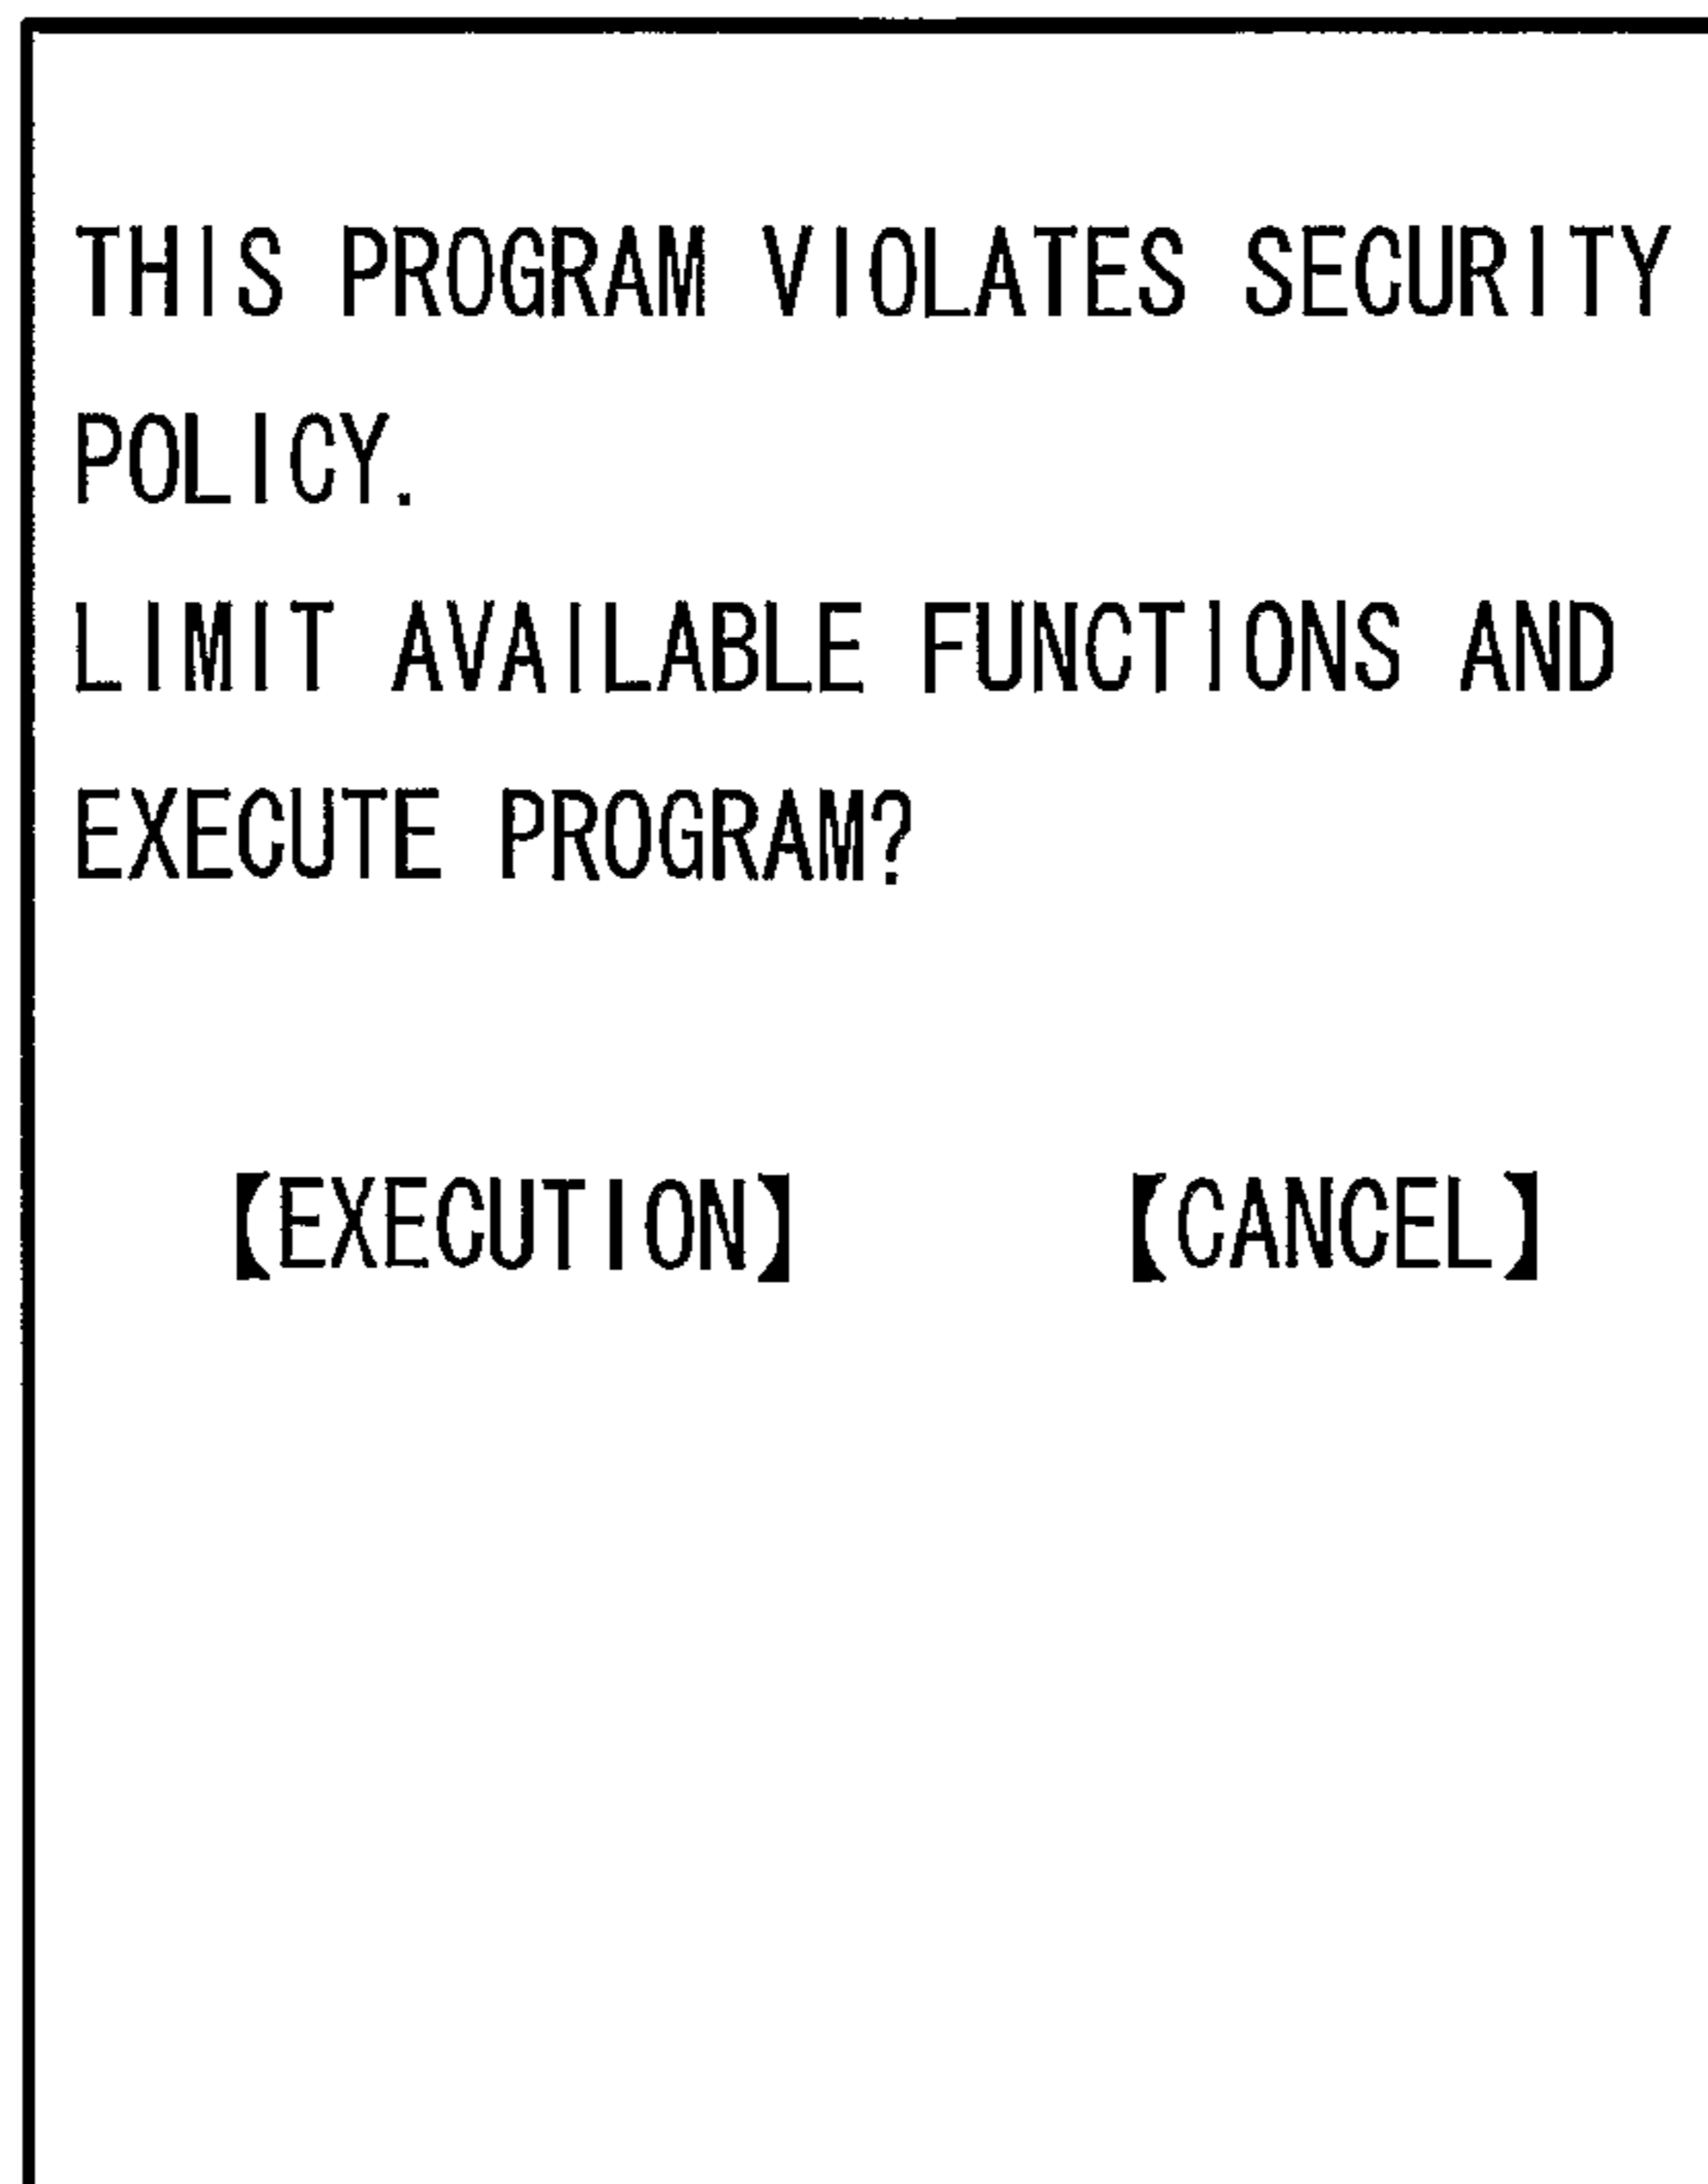 THIS PROGRAM VIOLATES SECURITY
POLICY.
LIMIT AVAILABLE FUNCTIONS AND
EXECUTE PROGRAM?
【EXECUTION】 【CANCEL】